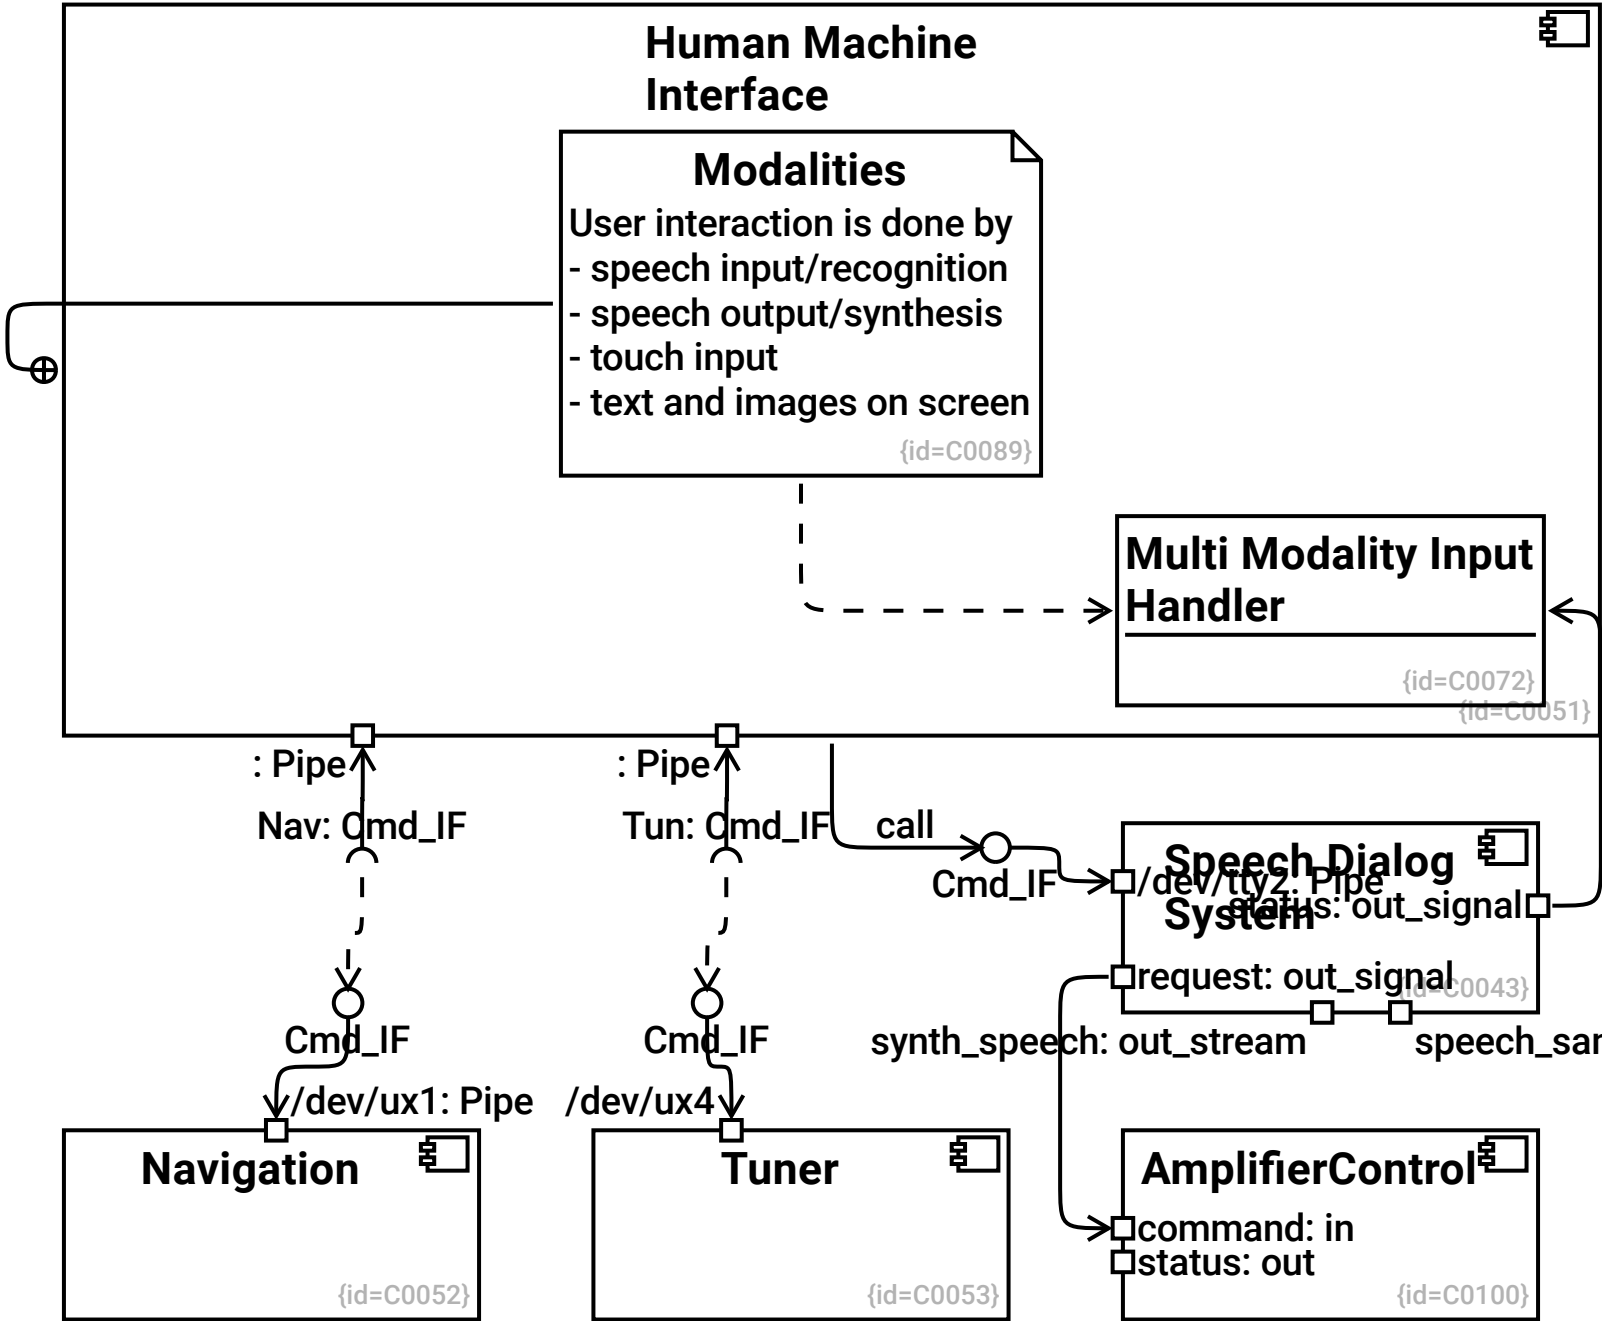 Human Machine
Interface
Modalities
User interaction is done by
- speech input/recognition
- speech output/synthesis
- touch input
- text and images on screen
{id=C0089}
Multi Modality Input
Handler
{id=C0072}
{id=C0051}
: Pipe
: Pipe
Nav: Cmd_IF
Tun: Cmd_IF
call
Cmd_IF
Speech Dialog
System
/dev/tty2: Pipe
status: out_signal
request: out_signal
{id=C0043}
Cmd_IF
Cmd_IF
synth_speech: out_stream
/dev/ux1: Pipe
/dev/ux4
Navigation
{id=C0052}
Tuner
{id=C0053}
AmplifierControl
command: in
status: out
{id=C0100}